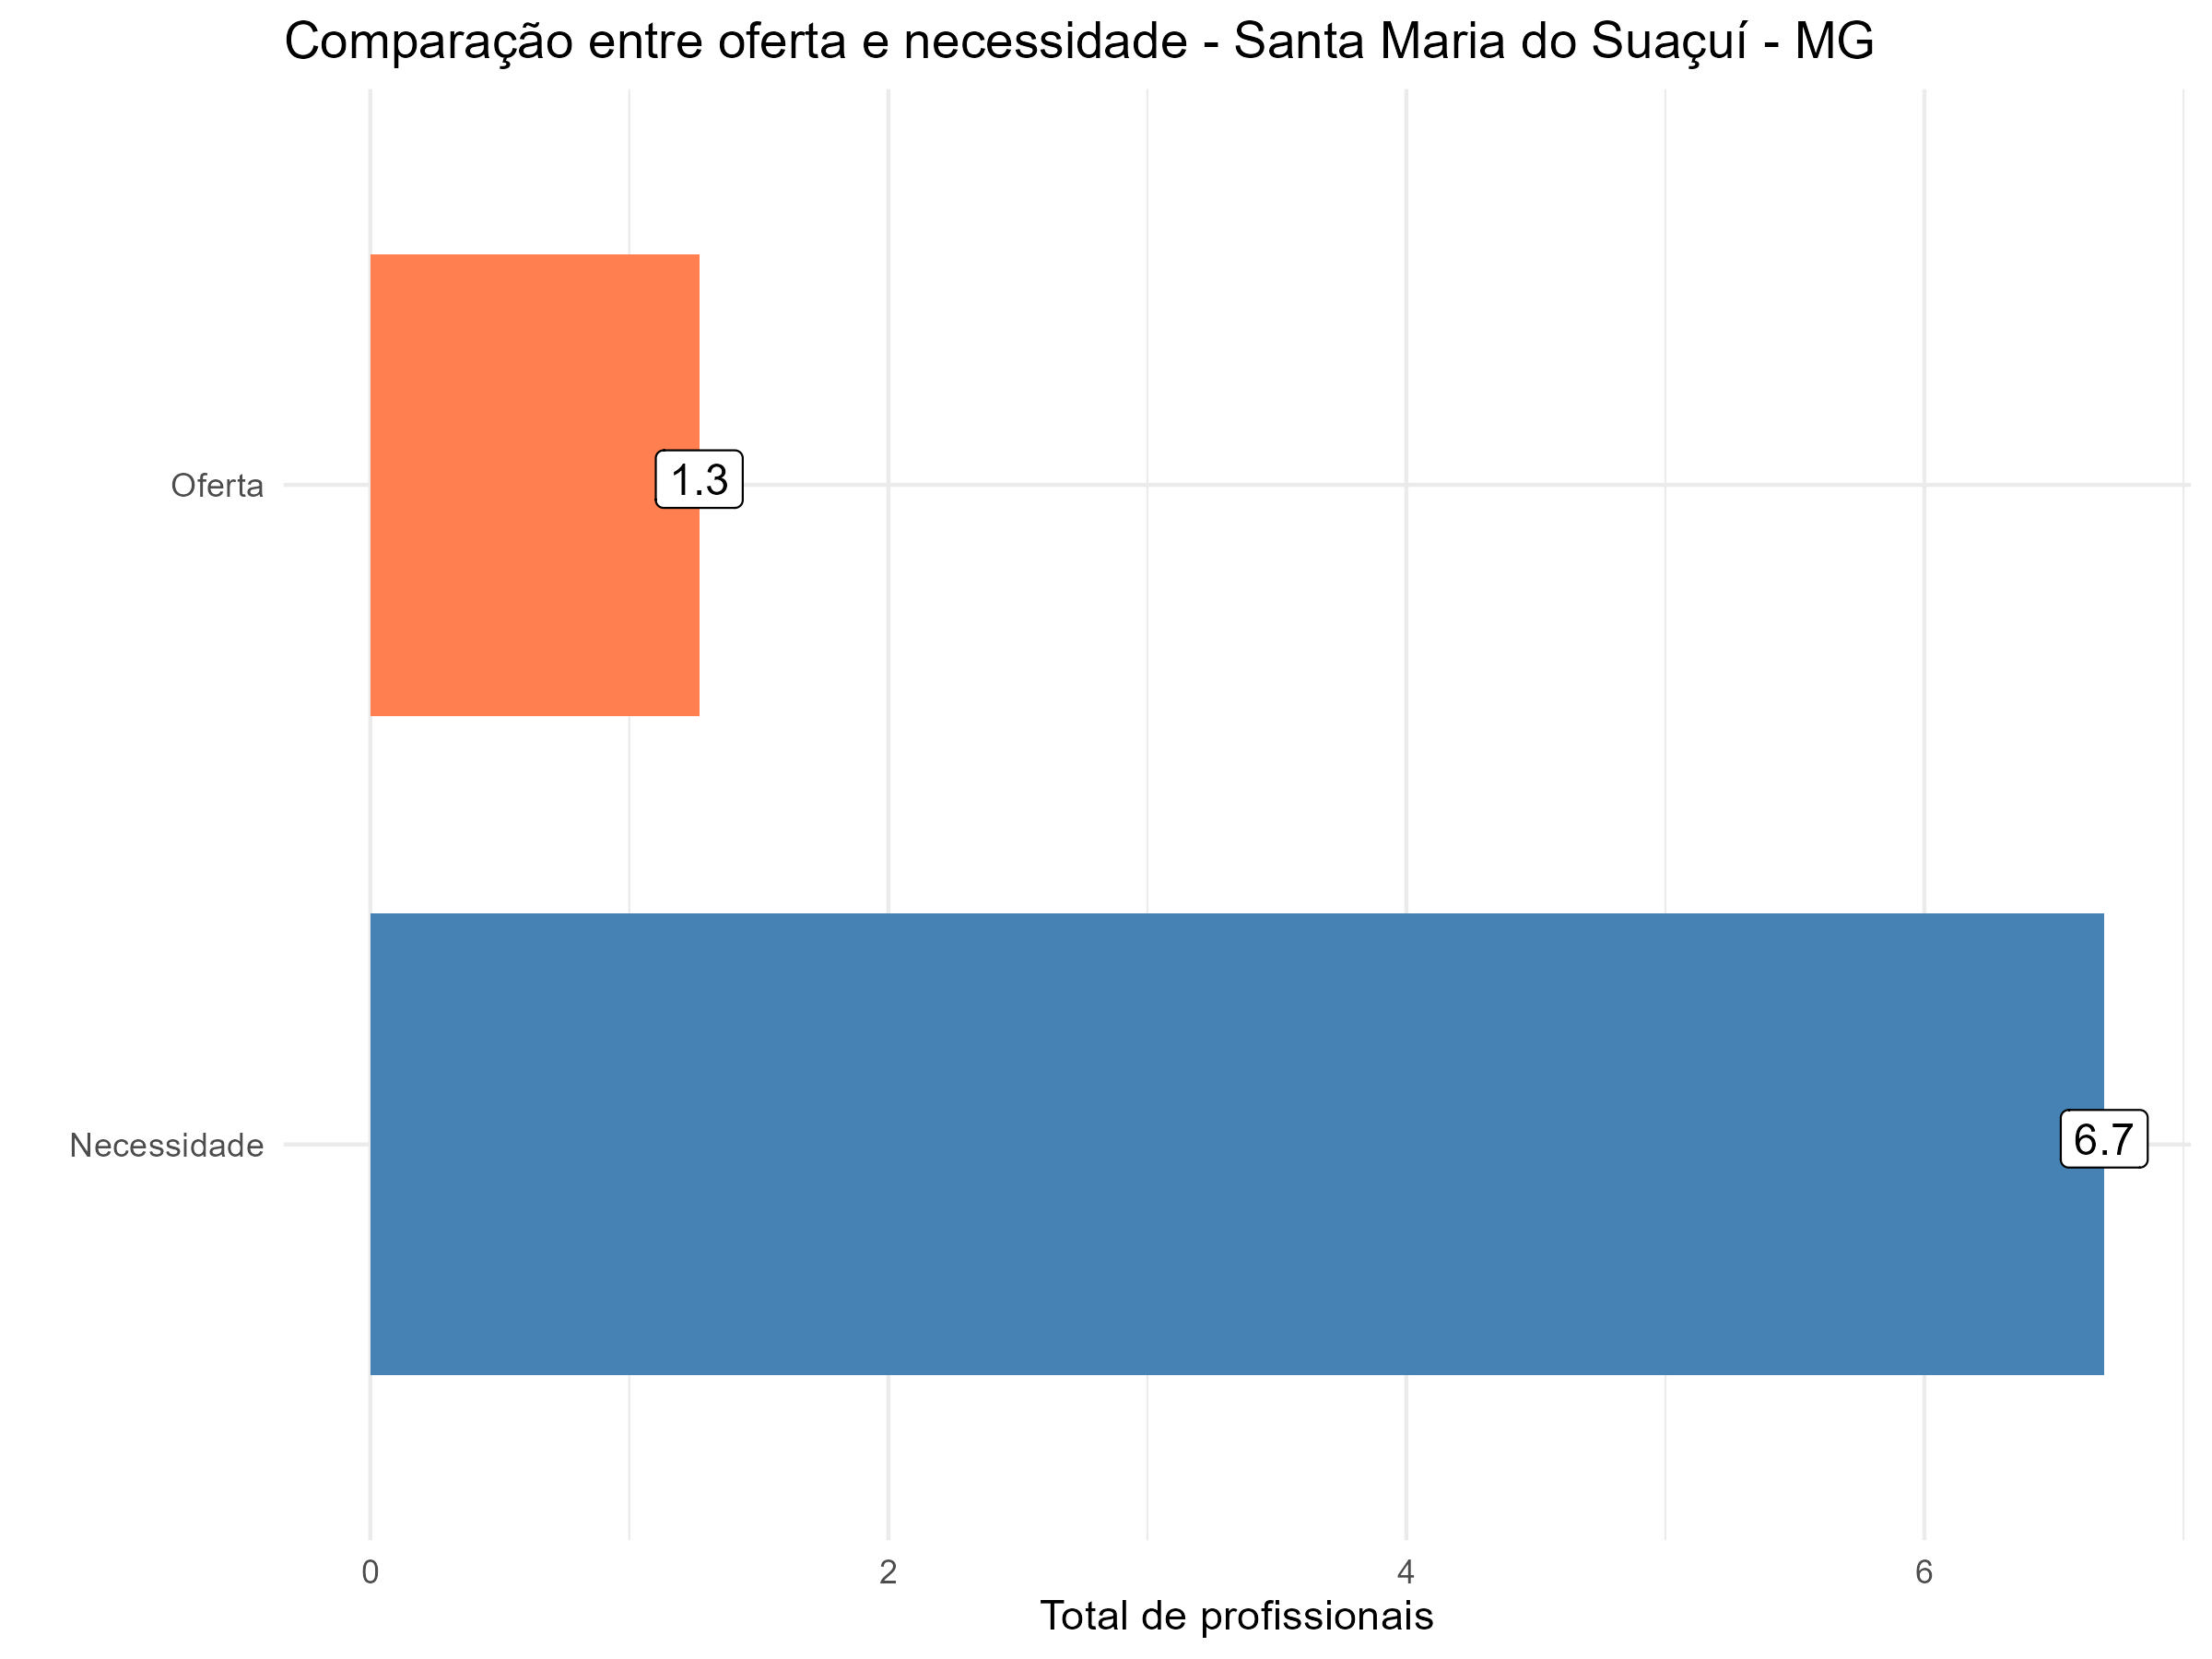 Comparação entre oferta e necessidade - Santa Maria do Suaçuí - MG
Oferta
1.3
Necessidade
6.7
0 2 4 6
Total de profissionais